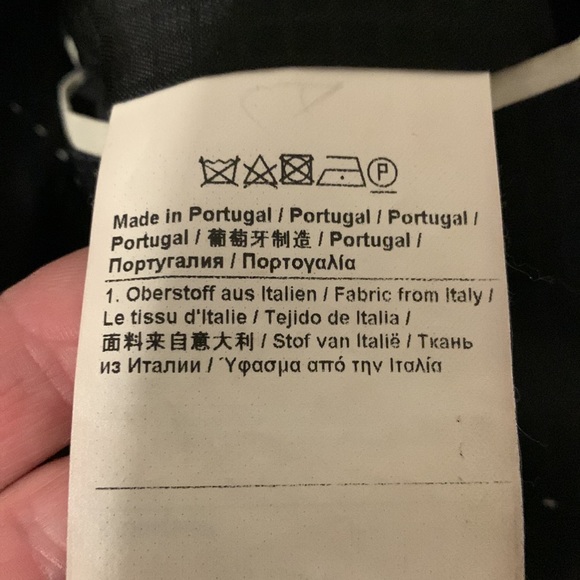 P
Made in Portugal / Portugal / Portugal /
Portugal / 葡萄牙制造 / Portugal /
Португалия / Πορτογαλία
1. Oberstoff aus Italien / Fabric from Italy /
Le tissu d'Italie / Tejido de Italia /
面料来自意大利 / Stof van Italië / Ткань
из Италии / Ύφασμα από την Ιταλία